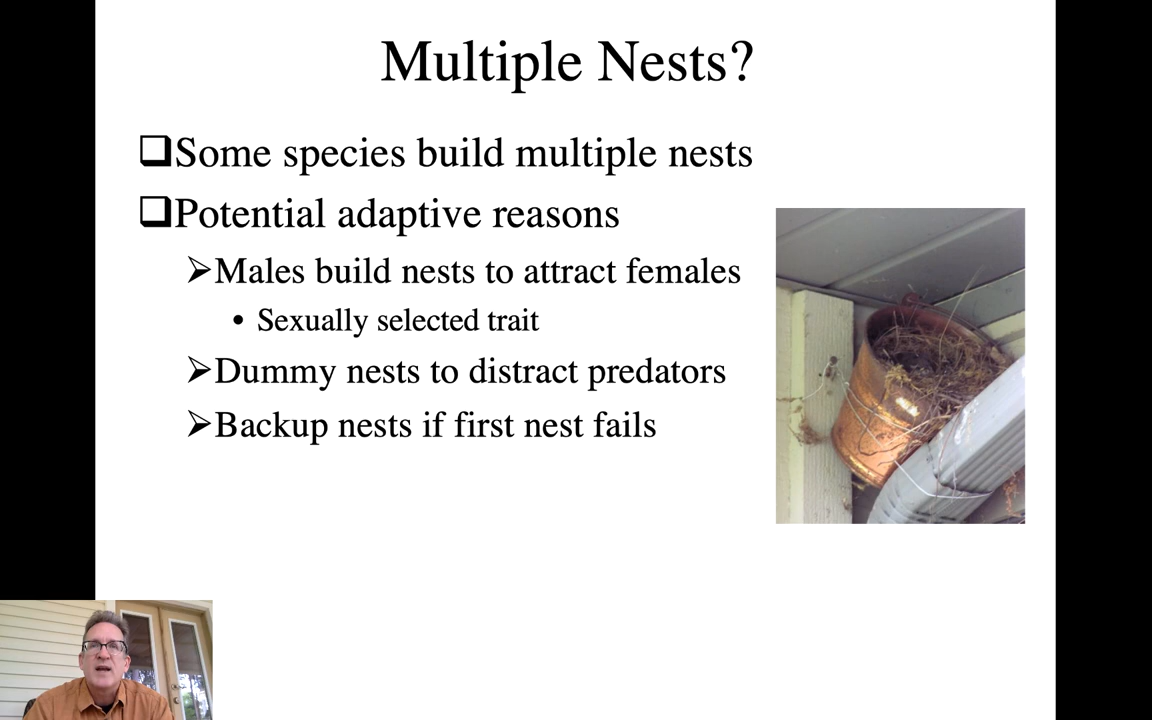 Multiple Nests?
❑Some species build multiple nests
❑Potential adaptive reasons
➢Males build nests to attract females
• Sexually selected trait
➢Dummy nests to distract predators
➢Backup nests if first nest fails